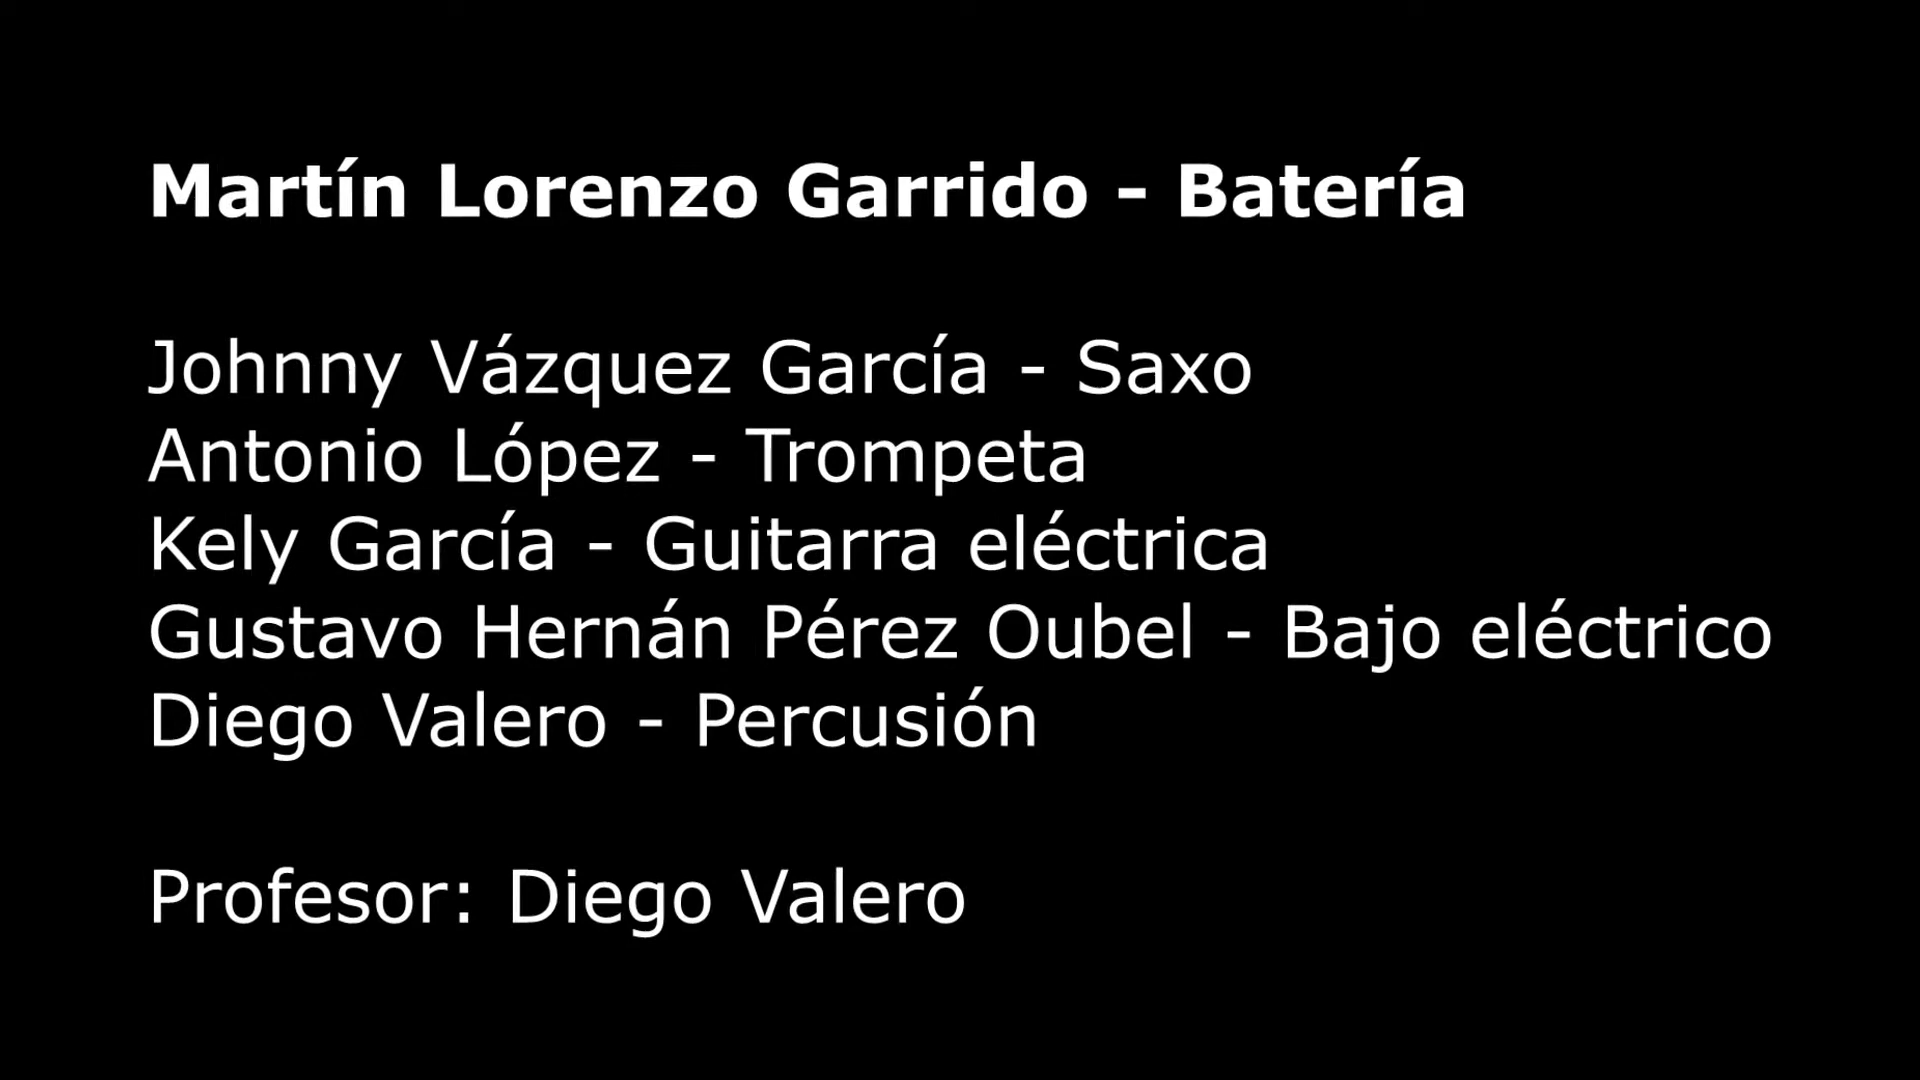 Martín Lorenzo Garrido - Batería
Johnny Vázquez García - Saxo
Antonio López - Trompeta
Kely García - Guitarra eléctrica
Gustavo Hernán Pérez Oubel - Bajo eléctrico
Diego Valero - Percusión
Profesor: Diego Valero